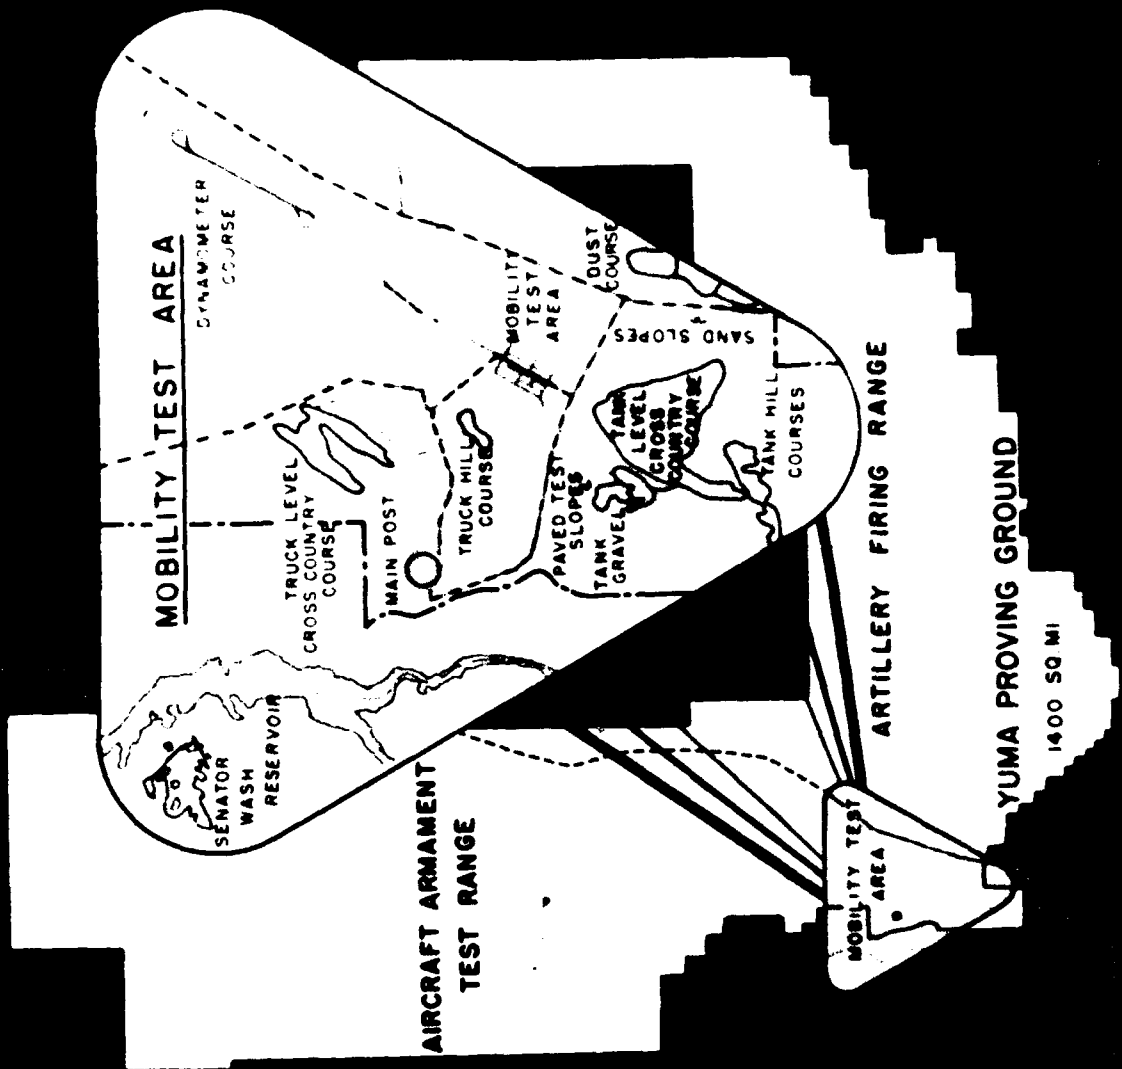 MOBILITY TEST AREA
DYNAMOMETER
COURSE
TRUCK LEVEL
CROSS COUNTRY
COURSE
MAIN POST
TRUCK HILL
COURSE
MOBILITY
TEST
AREA
DUST
COURSE
SAND SLOPES
PAVED TEST
SLOPES
TANK
GRAVEL
TANK
LEVEL
CROSS
COUNTRY
COURSE
TANK HILL
COURSES
SENATOR
WASH
RESERVOIR
AIRCRAFT ARMAMENT
TEST RANGE
MOBILITY TEST
AREA
ARTILLERY FIRING RANGE
YUMA PROVING GROUND
1400 SQ. MI